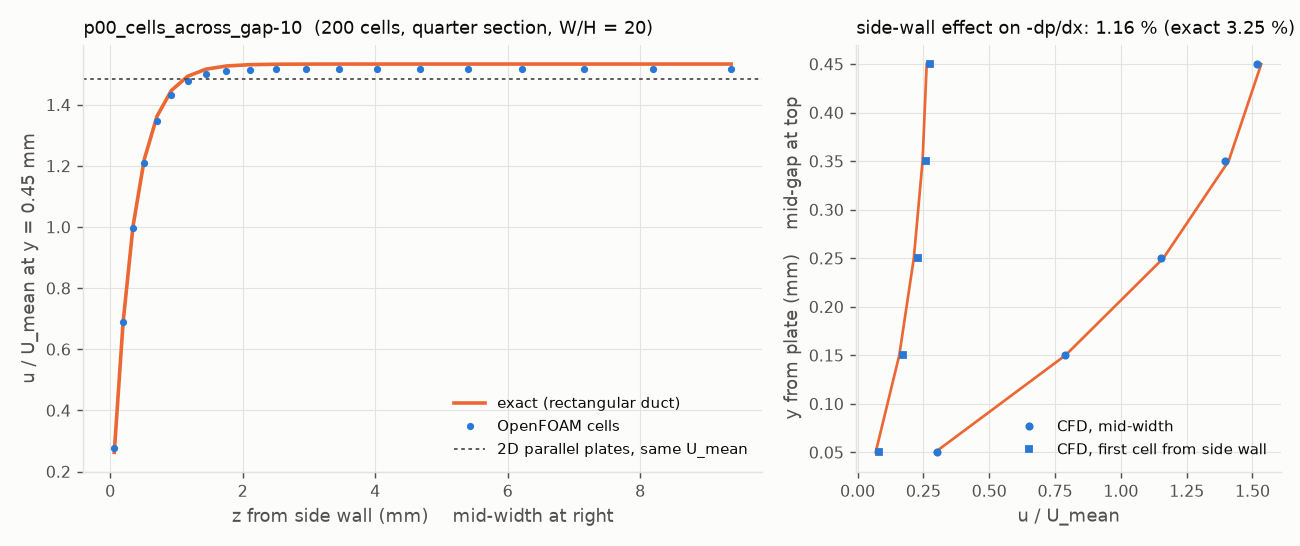 p00_cells_across_gap-10  (200 cells, quarter section, W/H = 20)
u / U_mean at y = 0.45 mm
1.4
1.2
1.0
0.8
0.6
0.4
0.2
exact (rectangular duct)
OpenFOAM cells
2D parallel plates, same U_mean
0
2
4
6
8
z from side wall (mm)    mid-width at right
side-wall effect on -dp/dx: 1.16 % (exact 3.25 %)
y from plate (mm)    mid-gap at top
0.45
0.40
0.35
0.30
0.25
0.20
0.15
0.10
0.05
CFD, mid-width
CFD, first cell from side wall
0.00
0.25
0.50
0.75
1.00
1.25
1.50
u / U_mean